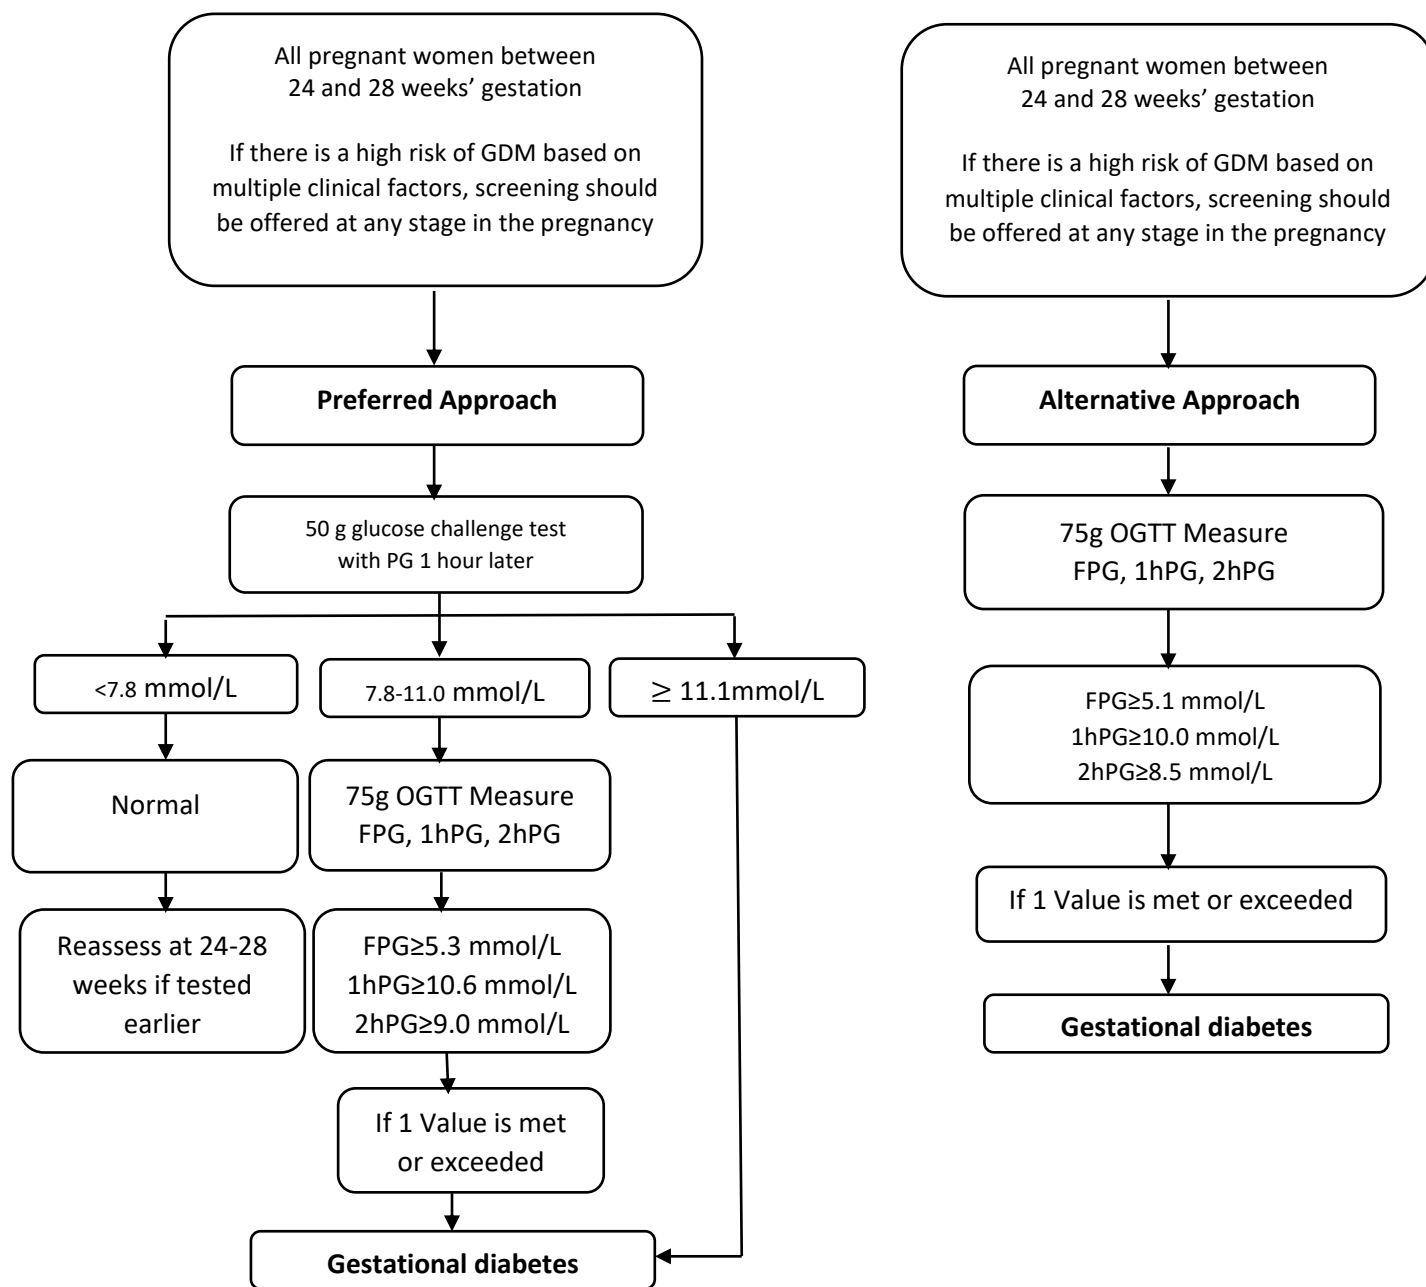 All pregnant women between
24 and 28 weeks’ gestation
If there is a high risk of GDM based on
multiple clinical factors, screening should
be offered at any stage in the pregnancy
Preferred Approach
50 g glucose challenge test
with PG 1 hour later
<7.8 mmol/L
7.8-11.0 mmol/L
≥ 11.1mmol/L
Normal
75g OGTT Measure
FPG, 1hPG, 2hPG
Reassess at 24-28
weeks if tested
earlier
FPG≥5.3 mmol/L
1hPG≥10.6 mmol/L
2hPG≥9.0 mmol/L
If 1 Value is met
or exceeded
Gestational diabetes
All pregnant women between
24 and 28 weeks’ gestation
If there is a high risk of GDM based on
multiple clinical factors, screening should
be offered at any stage in the pregnancy
Alternative Approach
75g OGTT Measure
FPG, 1hPG, 2hPG
FPG≥5.1 mmol/L
1hPG≥10.0 mmol/L
2hPG≥8.5 mmol/L
If 1 Value is met or exceeded
Gestational diabetes